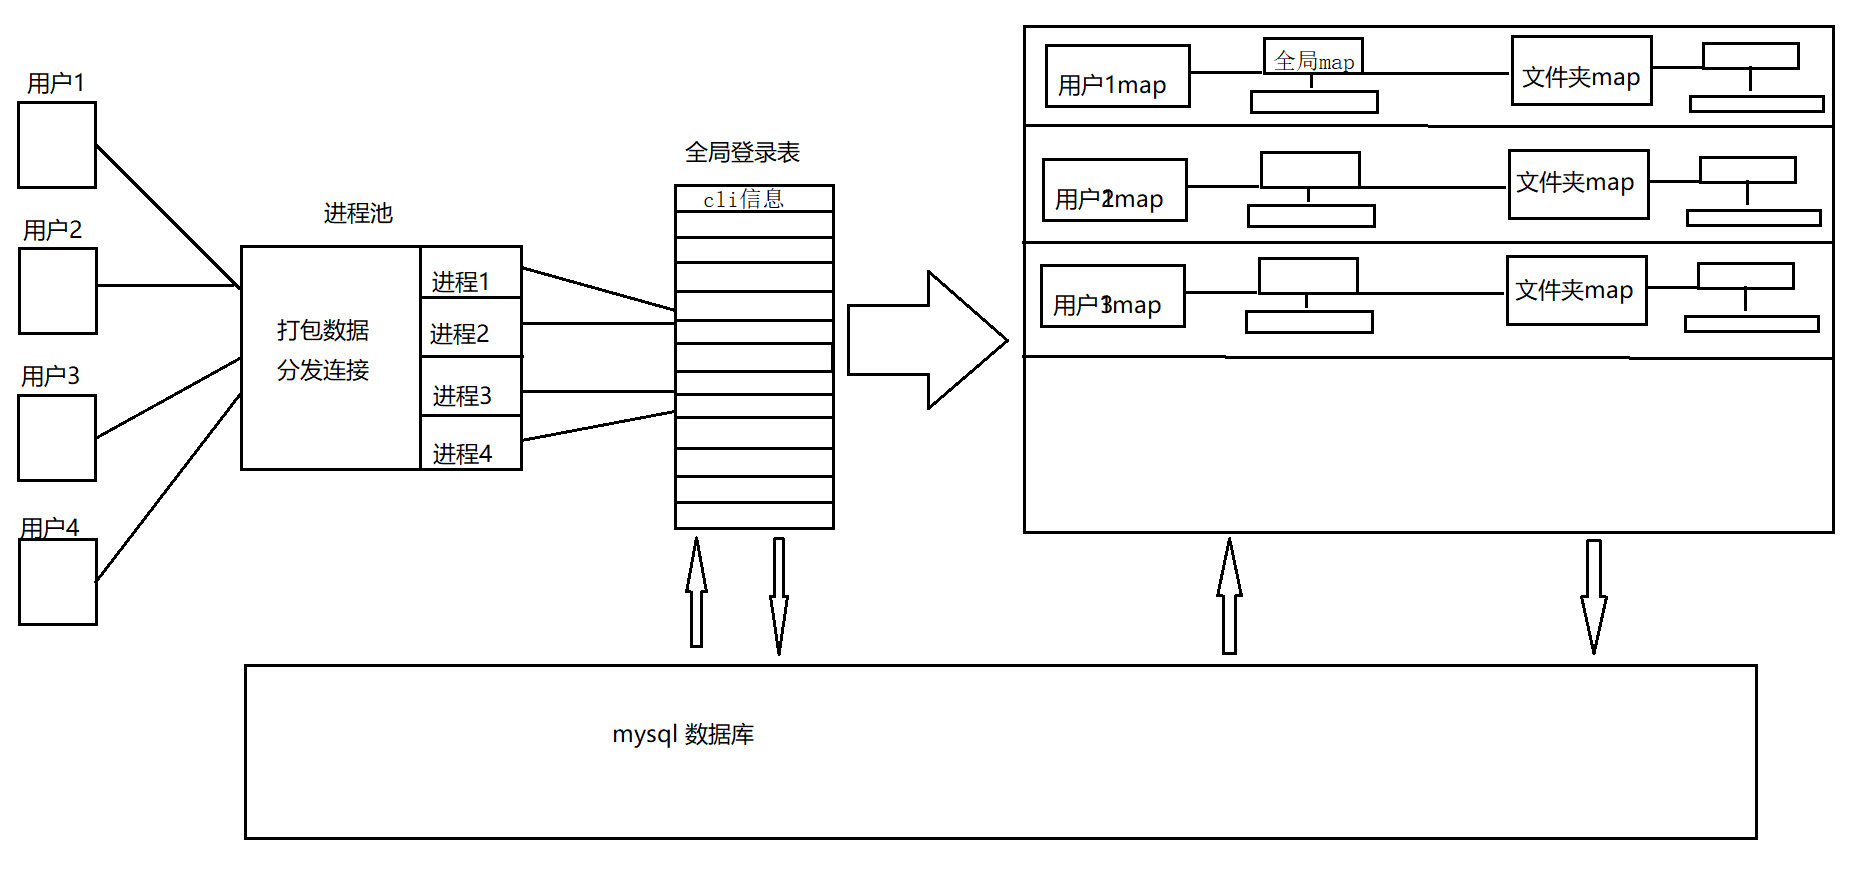 用户1
用户2
用户3
用户4
进程池
打包数据
分发连接
进程1
进程2
进程3
进程4
全局登录表
cli信息
用户1map
全局map
文件夹map
用户2map
文件夹map
用户3map
文件夹map
mysql 数据库